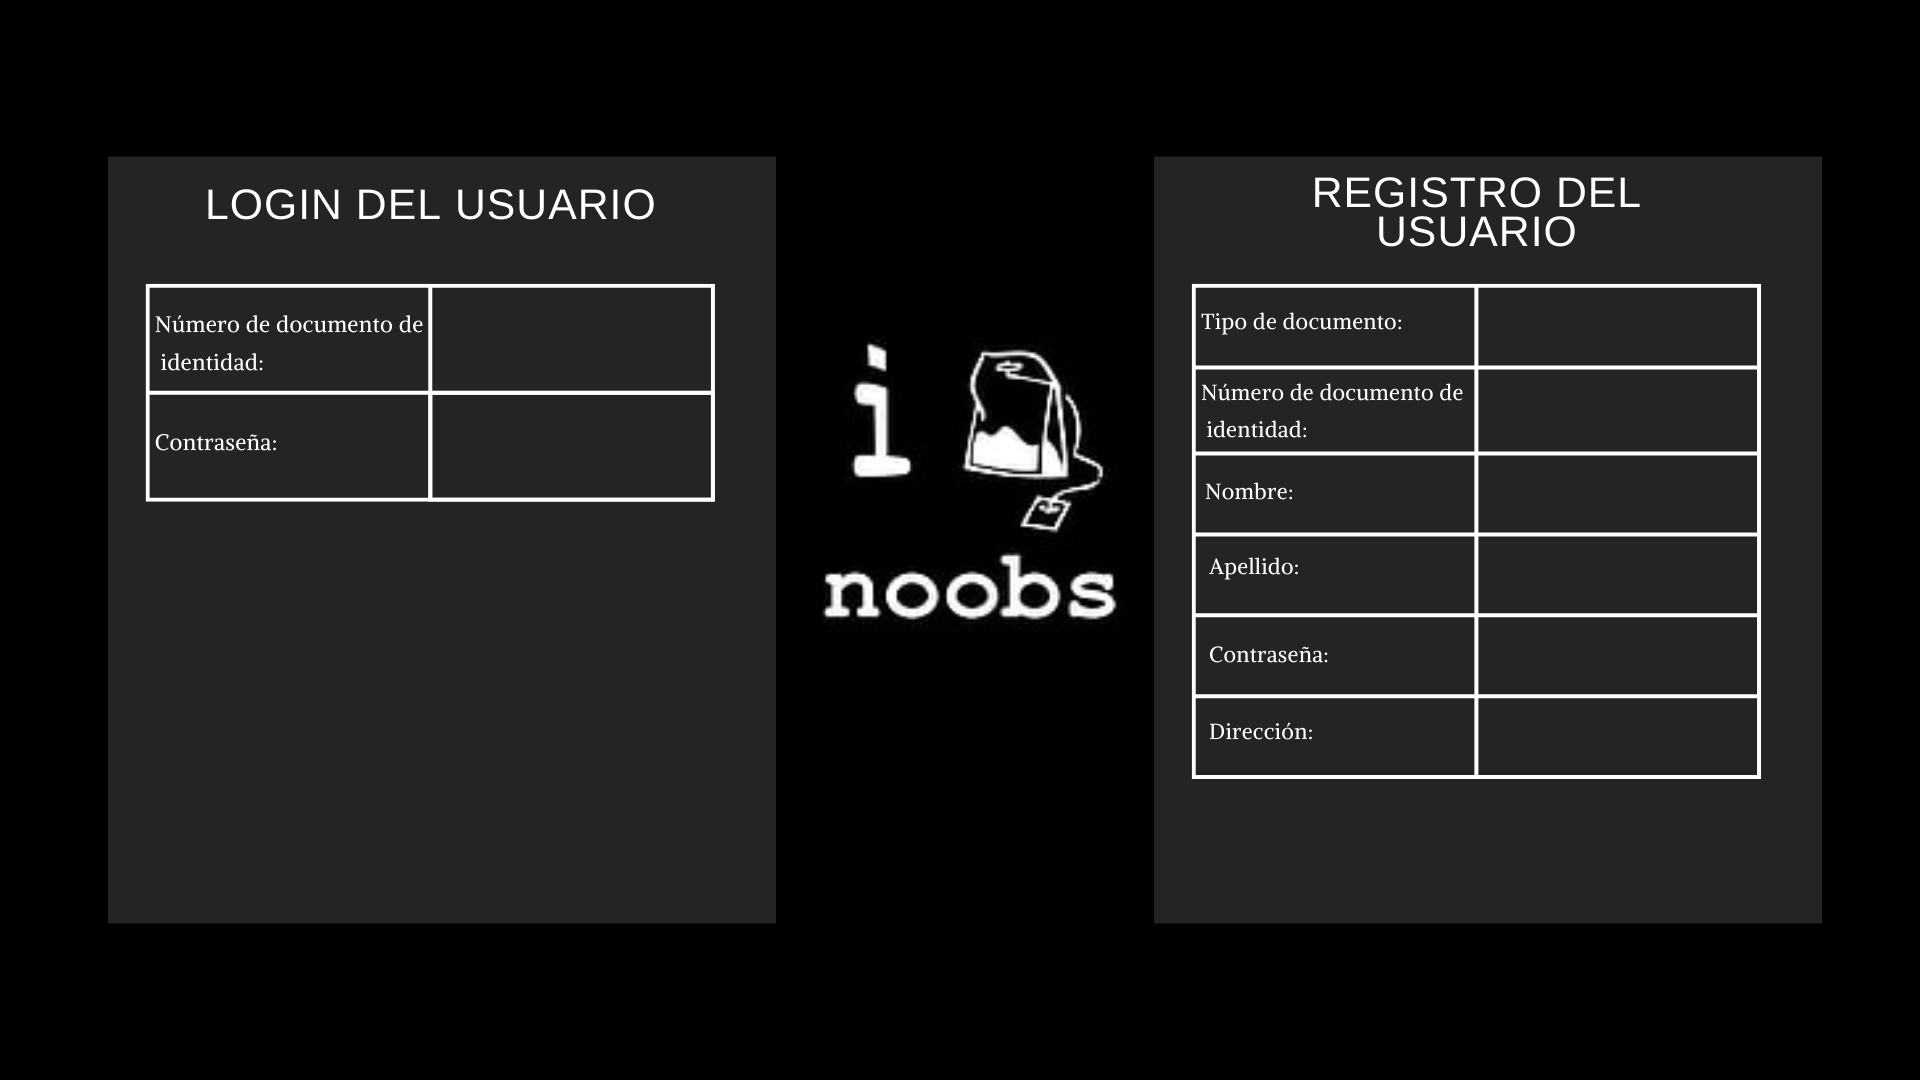 LOGIN DEL USUARIO
Número de documento de
identidad:
Contraseña:
i
noobs
REGISTRO DEL
USUARIO
Tipo de documento:
Número de documento de
identidad:
Nombre:
Apellido:
Contraseña:
Dirección: